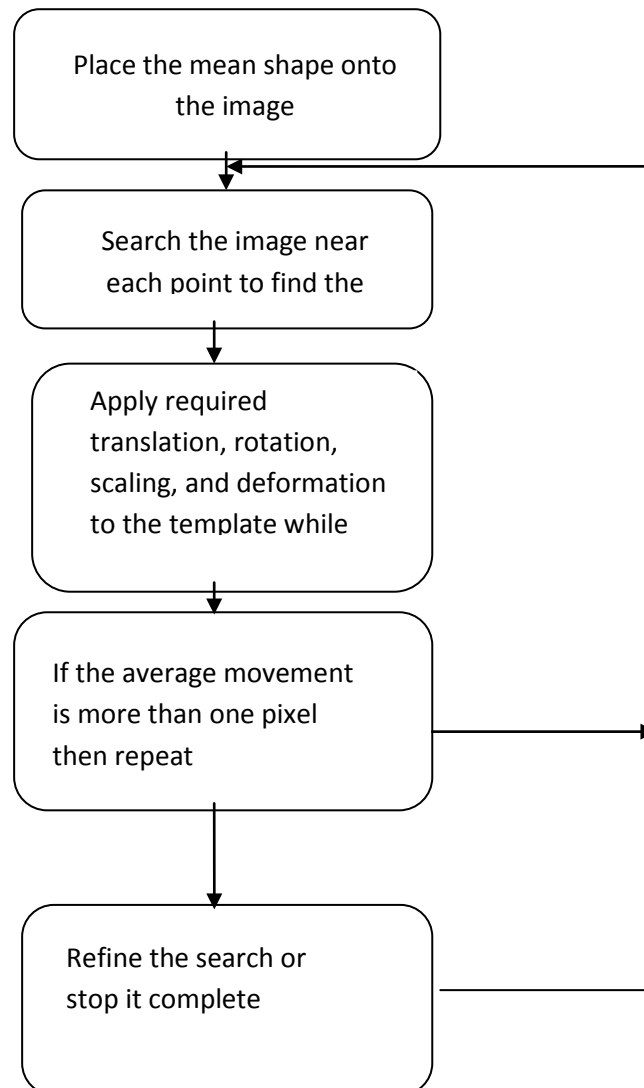 Place the mean shape onto
the image
Search the image near
each point to find the
Apply required
translation, rotation,
scaling, and deformation
to the template while
If the average movement
is more than one pixel
then repeat
Refine the search or
stop it complete